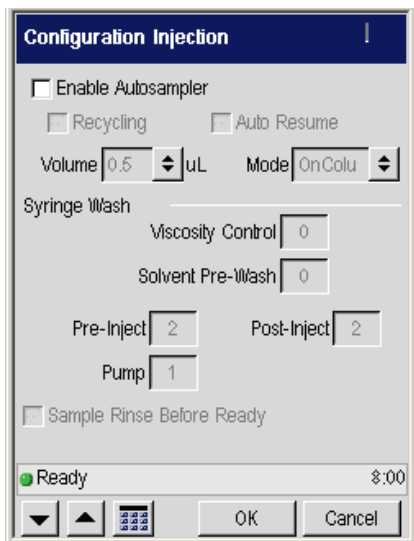 Configuration Injection
Enable Autosampler
Recycling Auto Resume
Volume 0.5 uL Mode OnColu
Syringe Wash
Viscosity Control 0
Solvent Pre-Wash 0
Pre-Inject 2 Post-Inject 2
Pump 1
Sample Rinse Before Ready
Ready 8:00
OK Cancel